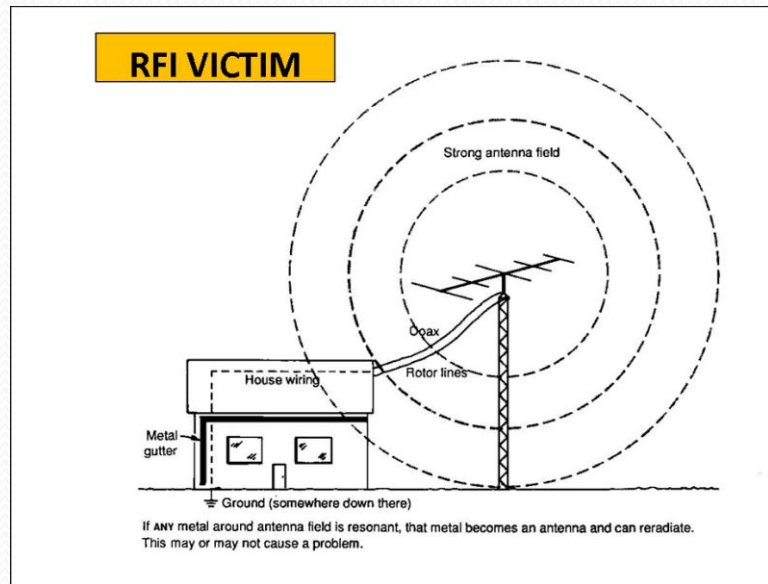 RFI VICTIM
Strong antenna field
Coax
Rotor lines
House wiring
Metal
gutter
Ground (somewhere down there)
If ANY metal around antenna field is resonant, that metal becomes an antenna and can reradiate.
This may or may not cause a problem.